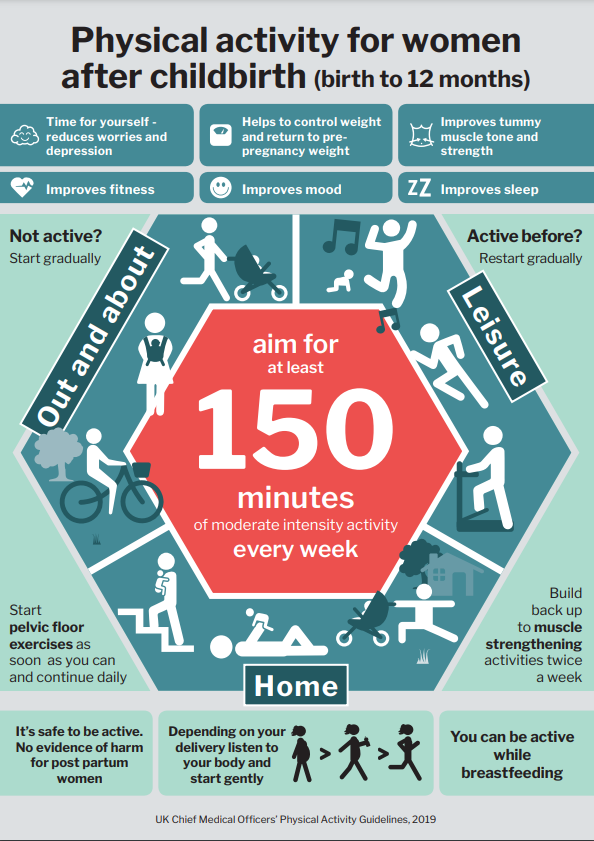 Physical activity for women
after childbirth (birth to 12 months)
Time for yourself -
reduces worries and
depression
Helps to control weight
and return to pre-
pregnancy weight
Improves tummy
muscle tone and
strength
Improves fitness
Improves mood
ZZ Improves sleep
Not active?
Start gradually
Active before?
Restart gradually
Out and about
Leisure
aim for
at least
150
minutes
of moderate intensity activity
every week
Start
pelvic floor
exercises as
soon as you can
and continue daily
Build
back up
to muscle
strengthening
activities twice
a week
Home
It's safe to be active.
No evidence of harm
for post partum
women
Depending on your
delivery listen to
your body and
start gently
> >
You can be active
while
breastfeeding
UK Chief Medical Officers' Physical Activity Guidelines, 2019